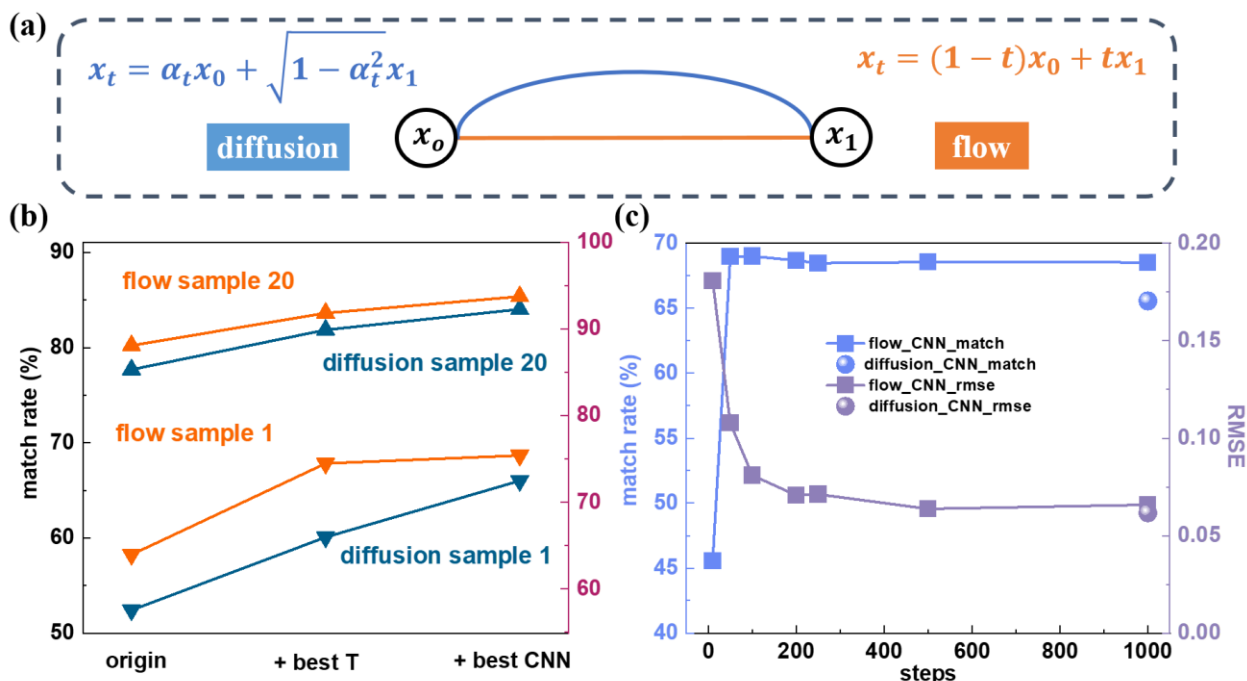 (a)
x_t = α_t x_0 + √(1 − α_t^2) x_1
x_t = (1 − t)x_0 + tx_1
x_o
x_1
diffusion
flow
(b)
match rate (%)
90
80
70
60
50
100
90
80
70
60
flow sample 20
diffusion sample 20
flow sample 1
diffusion sample 1
origin
+ best T
+ best CNN
(c)
match rate (%)
70
65
60
55
50
45
40
RMSE
0.20
0.15
0.10
0.05
0.00
flow_CNN_match
diffusion_CNN_match
flow_CNN_rmse
diffusion_CNN_rmse
0
200
400
600
800
1000
steps